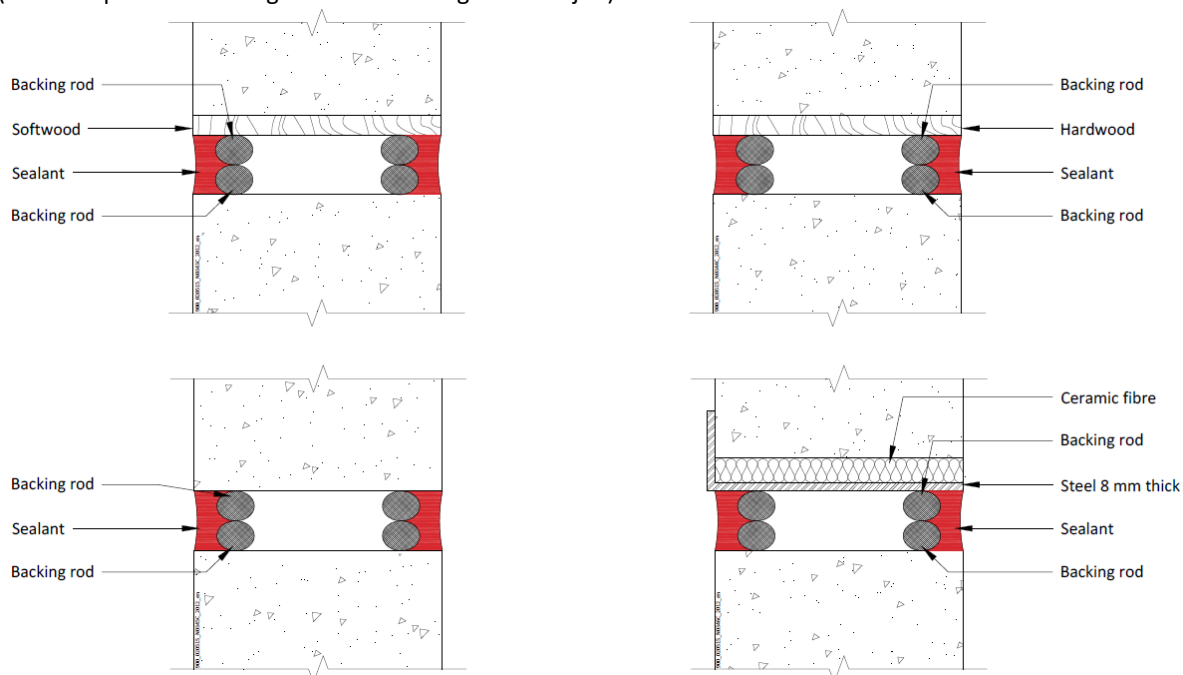 Backing rod
Softwood
Sealant
Backing rod
Backing rod
Hardwood
Sealant
Backing rod
Backing rod
Sealant
Backing rod
Ceramic fibre
Backing rod
Steel 8 mm thick
Sealant
Backing rod